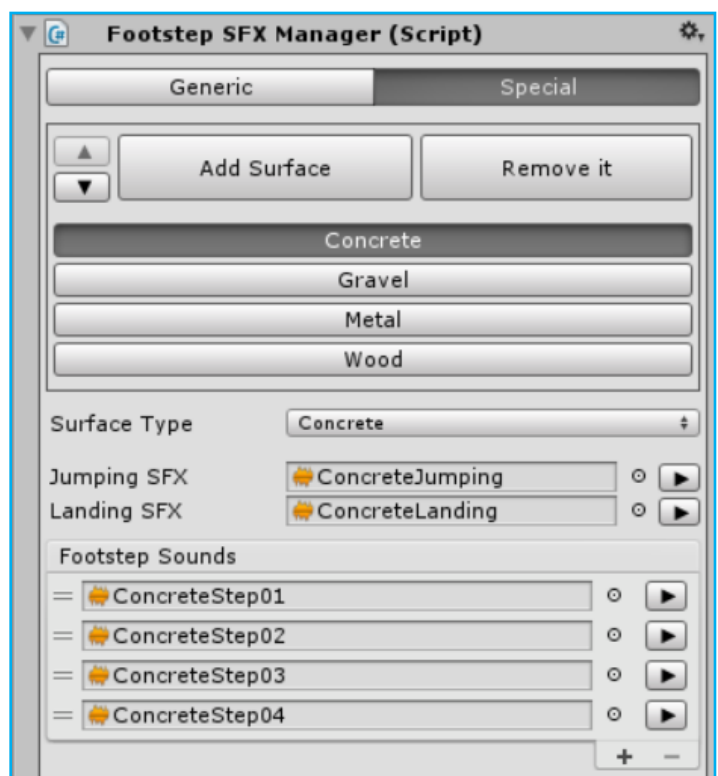 Footstep SFX Manager (Script)
Generic Special
Add Surface Remove it
Concrete
Gravel
Metal
Wood
Surface Type Concrete
Jumping SFX ConcreteJumping
Landing SFX ConcreteLanding
Footstep Sounds
ConcreteStep01
ConcreteStep02
ConcreteStep03
ConcreteStep04